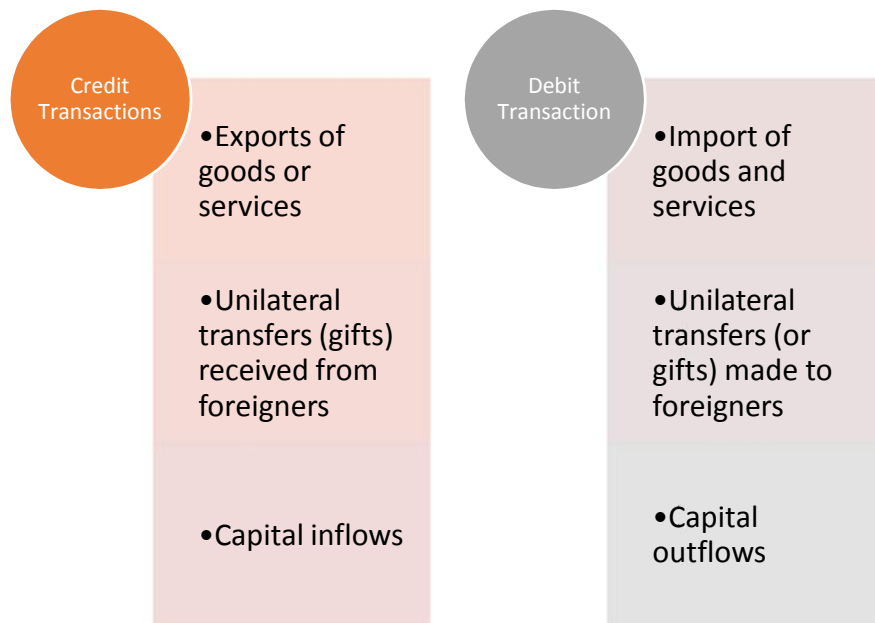 Credit
Transactions
•Exports of
goods or
services
•Unilateral
transfers (gifts)
received from
foreigners
•Capital inflows
Debit
Transaction
•Import of
goods and
services
•Unilateral
transfers (or
gifts) made to
foreigners
•Capital
outflows